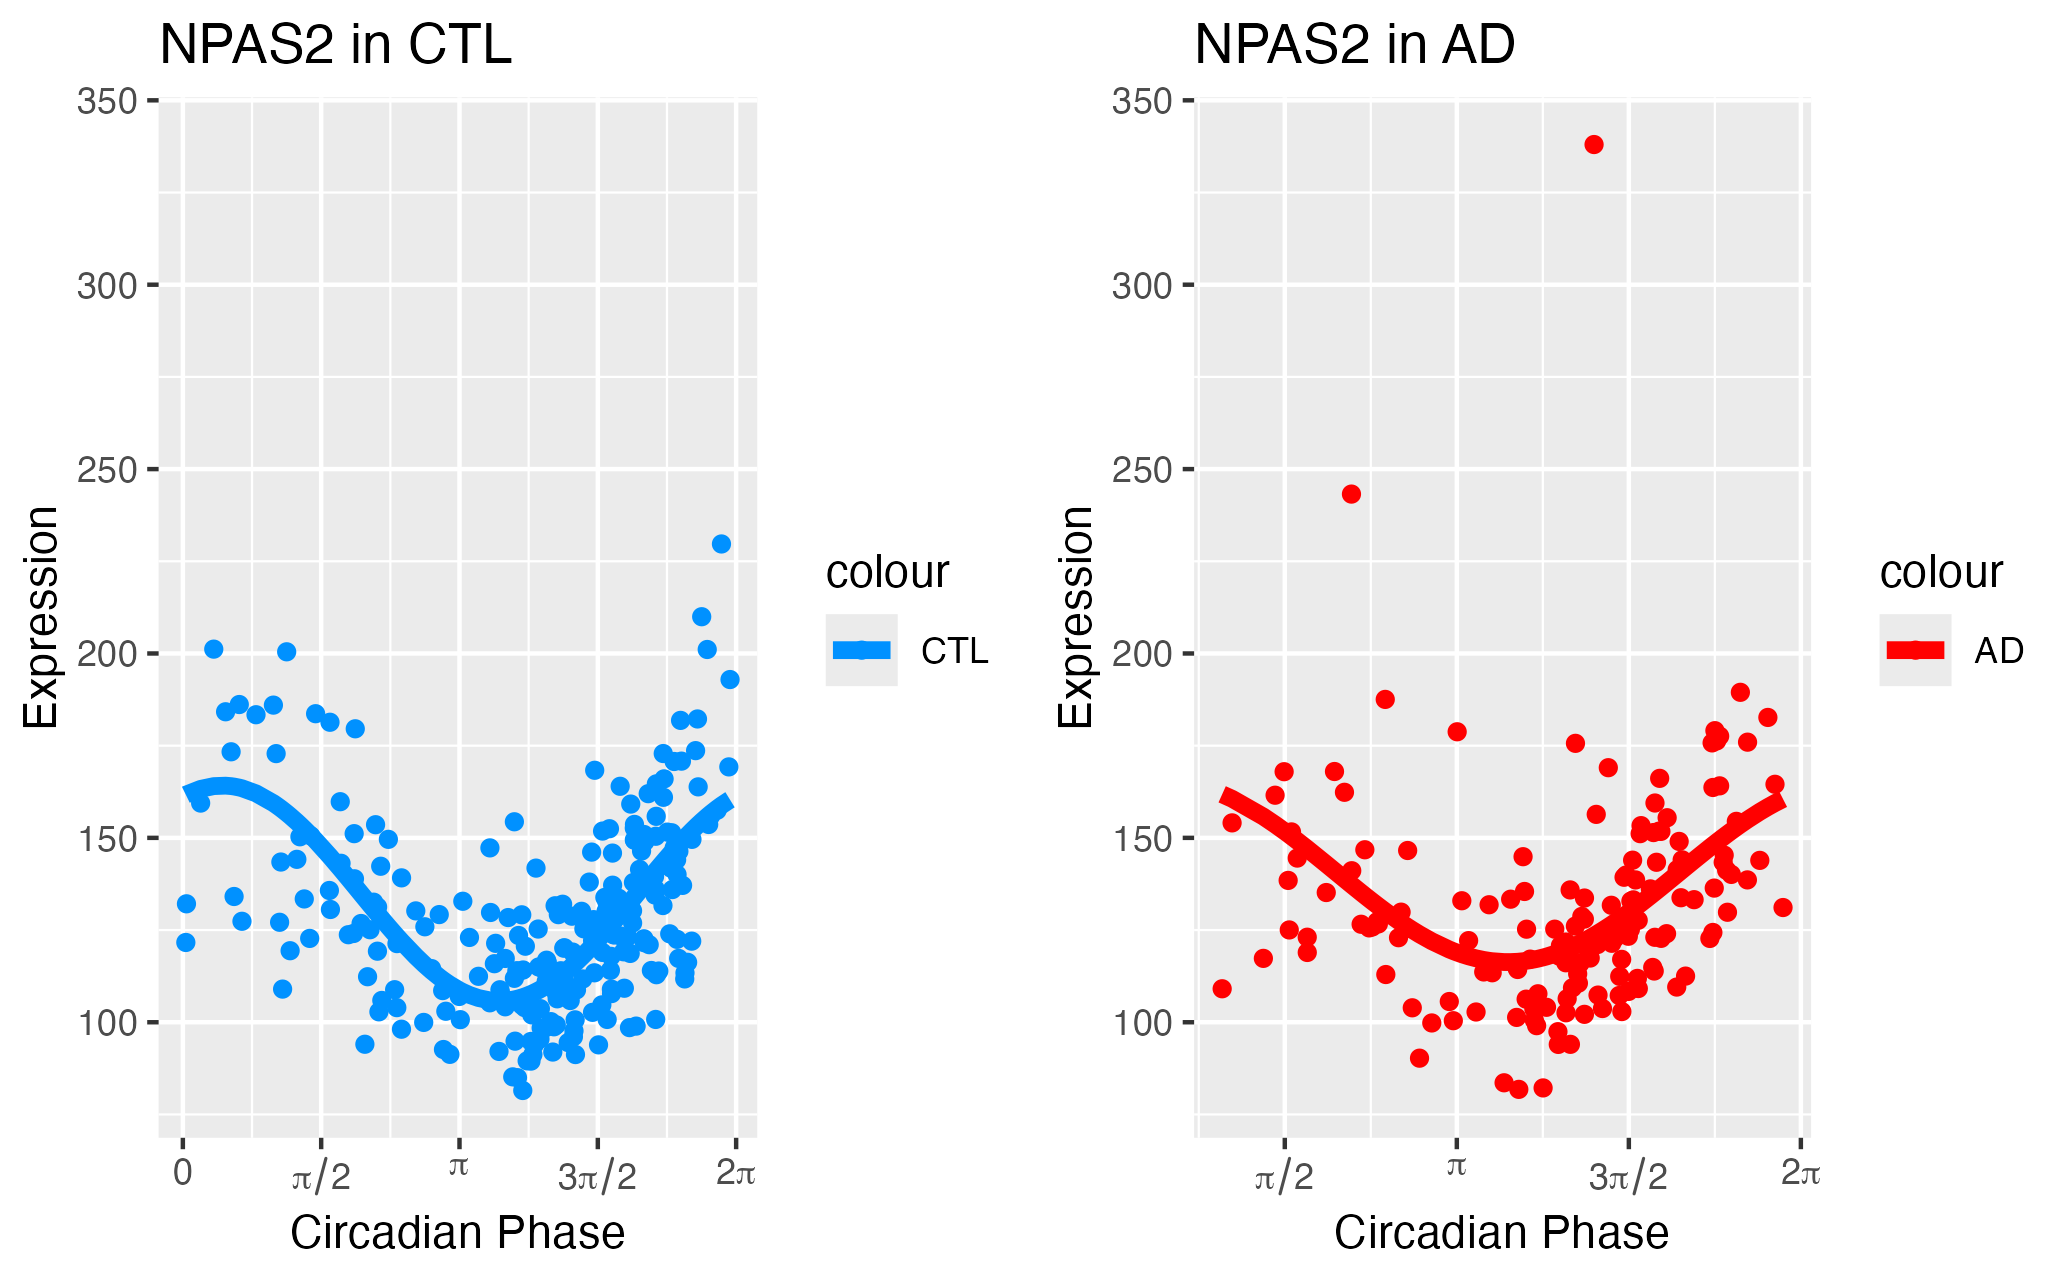 NPAS2 in CTL
350
300
250
200
150
100
Expression
0
π/2
π
3π/2
2π
Circadian Phase
colour
CTL
NPAS2 in AD
350
300
250
200
150
100
Expression
π/2
π
3π/2
2π
Circadian Phase
colour
AD